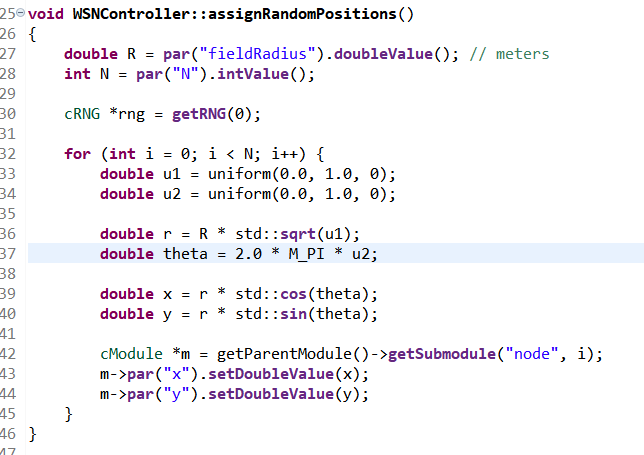 25 void WSNController::assignRandomPositions()
26 {
27     double R = par("fieldRadius").doubleValue(); // meters
28     int N = par("N").intValue();
29
30     cRNG *rng = getRNG(0);
31
32     for (int i = 0; i < N; i++) {
33         double u1 = uniform(0.0, 1.0, 0);
34         double u2 = uniform(0.0, 1.0, 0);
35
36         double r = R * std::sqrt(u1);
37         double theta = 2.0 * M_PI * u2;
38
39         double x = r * std::cos(theta);
40         double y = r * std::sin(theta);
41
42         cModule *m = getParentModule()->getSubmodule("node", i);
43         m->par("x").setDoubleValue(x);
44         m->par("y").setDoubleValue(y);
45     }
46 }
47